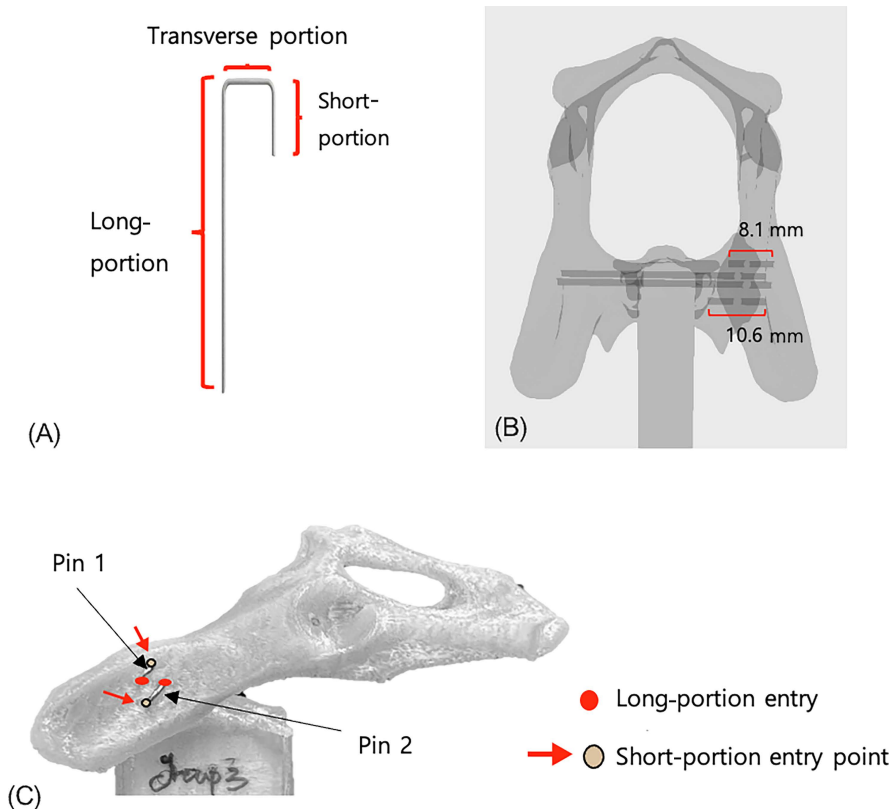 Transverse portion
Short-
portion
Long-
portion
(A)
8.1 mm
10.6 mm
(B)
Pin 1
Pin 2
Long-portion entry
Short-portion entry point
(C)